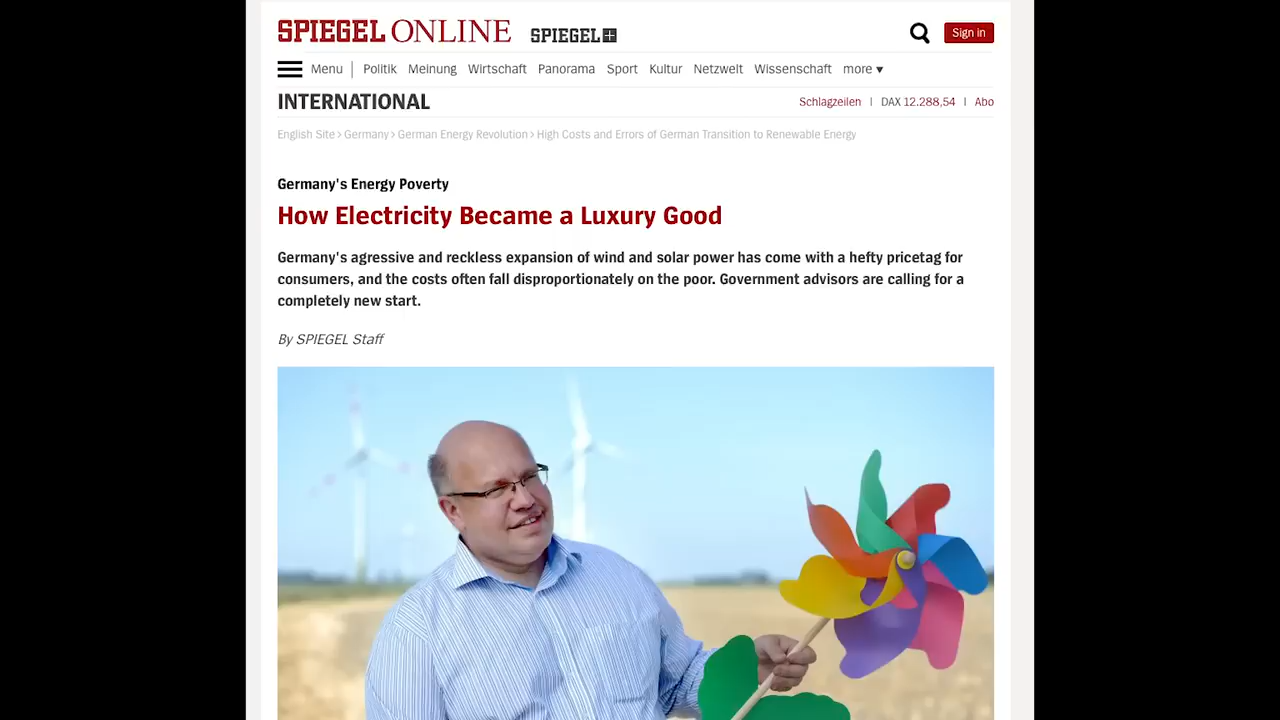 SPIEGEL ONLINE SPIEGEL+
Sign in
Menu Politik Meinung Wirtschaft Panorama Sport Kultur Netzwelt Wissenschaft more ▼
INTERNATIONAL
Schlagzeilen | DAX 12.288,54 | Abo
English Site > Germany > German Energy Revolution > High Costs and Errors of German Transition to Renewable Energy
Germany's Energy Poverty
How Electricity Became a Luxury Good
Germany's agressive and reckless expansion of wind and solar power has come with a hefty pricetag for
consumers, and the costs often fall disproportionately on the poor. Government advisors are calling for a
completely new start.
By SPIEGEL Staff